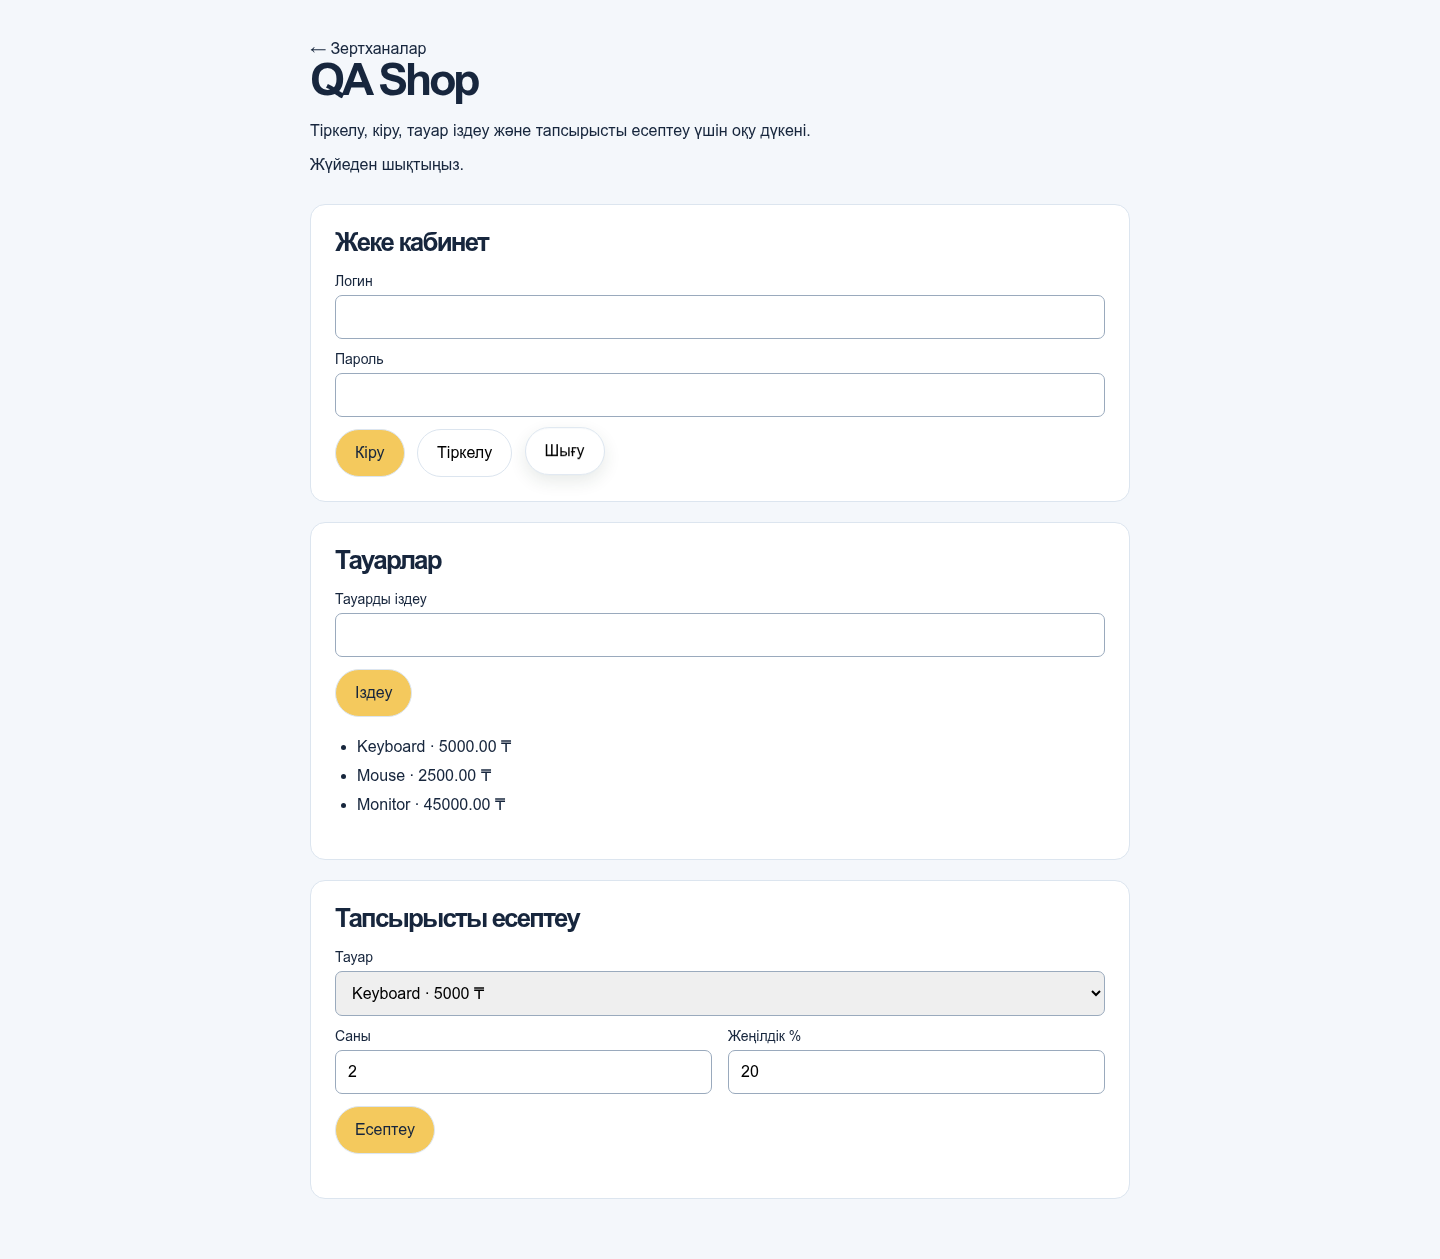 ← Зертханалар
QA Shop
Тіркелу, кіру, тауар іздеу және тапсырысты есептеу үшін оқу дүкені.
Жүйеден шықтыңыз.
Жеке кабинет
Логин
Пароль
Кіру Тіркелу Шығу
Тауарлар
Тауарды іздеу
Іздеу
• Keyboard · 5000.00 ₸
• Mouse · 2500.00 ₸
• Monitor · 45000.00 ₸
Тапсырысты есептеу
Тауар
Keyboard · 5000 ₸
Саны Жеңілдік %
2 20
Есептеу